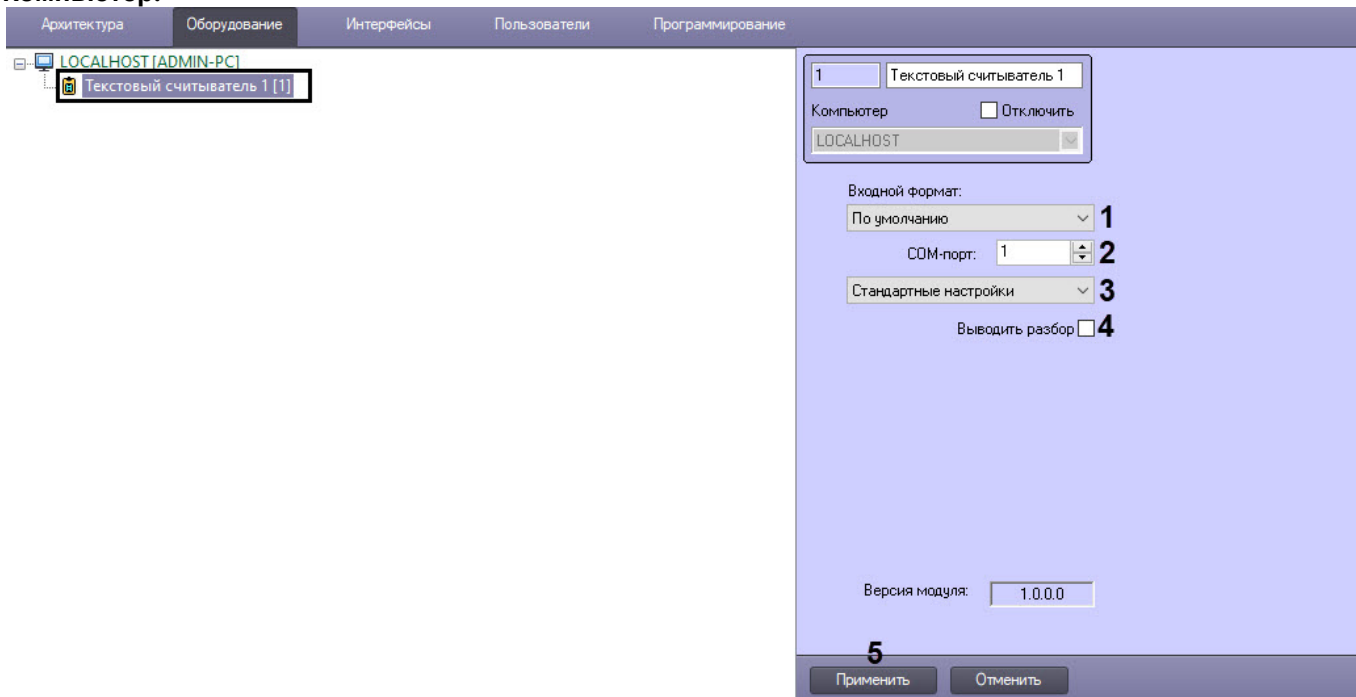 Компьютер.
Архитектура Оборудование Интерфейсы Пользователи Программирование
LOCALHOST [ADMIN-PC]
Текстовый считыватель 1 [1]
1 Текстовый считыватель 1
Компьютер Отключить
LOCALHOST
Входной формат:
По умолчанию 1
COM-порт: 1 2
Стандартные настройки 3
Выводить разбор 4
Версия модуля: 1.0.0.0
5
Применить Отменить